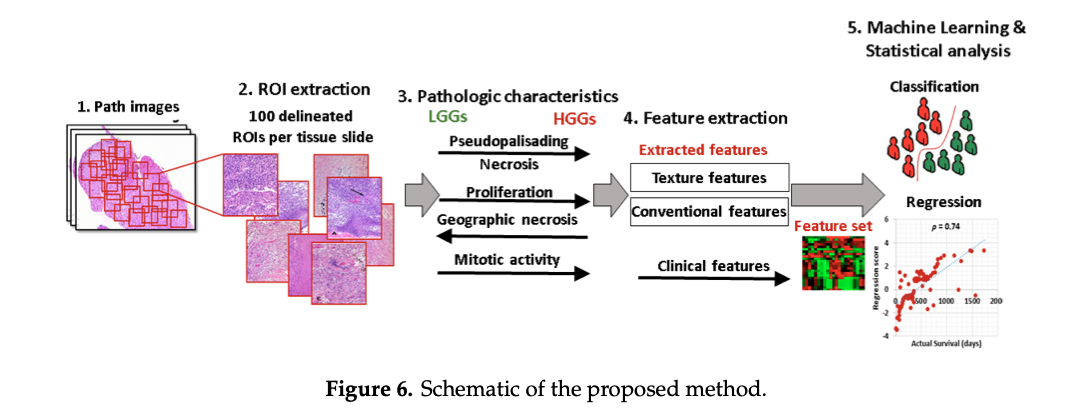 1. Path images
2. ROI extraction
100 delineated
ROIs per tissue slide
3. Pathologic characteristics
LGGs
HGGs
Pseudopalisading
Necrosis
Proliferation
Geographic necrosis
Mitotic activity
4. Feature extraction
Extracted features
Texture features
Conventional features
Clinical features
Feature set
5. Machine Learning &
Statistical analysis
Classification
Regression
ρ = 0.74
Regression score
6
4
2
0
-2
-4
0 500 1000 1500 200
Actual Survival (days)
Figure 6. Schematic of the proposed method.